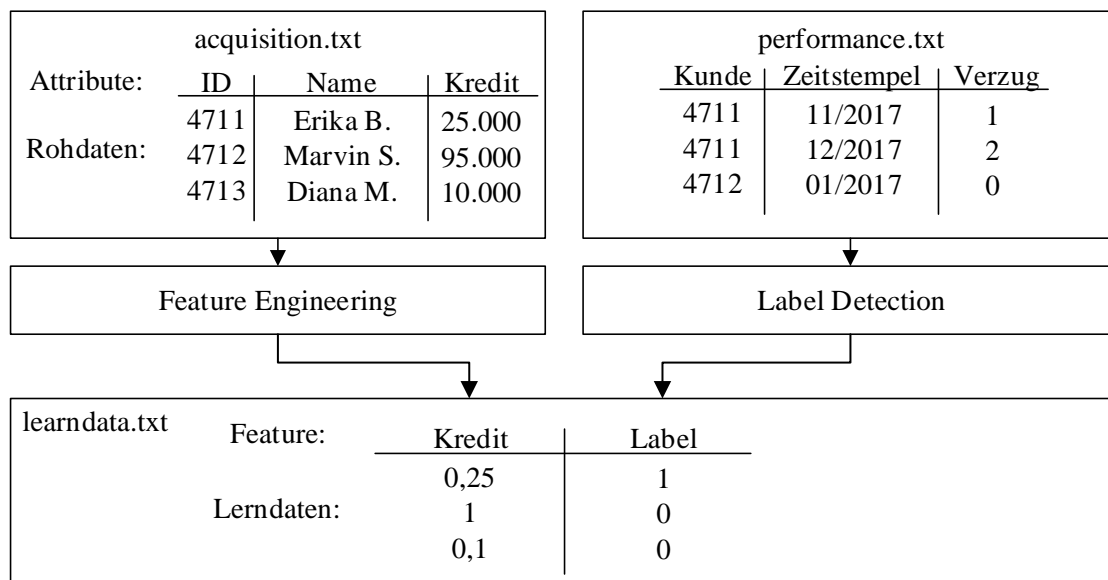 acquisition.txt
Attribute: ID Name Kredit
4711 Erika B. 25.000
Rohdaten: 4712 Marvin S. 95.000
4713 Diana M. 10.000
performance.txt
Kunde Zeitstempel Verzug
4711 11/2017 1
4711 12/2017 2
4712 01/2017 0
Feature Engineering
Label Detection
learndata.txt
Feature: Kredit Label
0,25 1
Lerndaten: 1 0
0,1 0